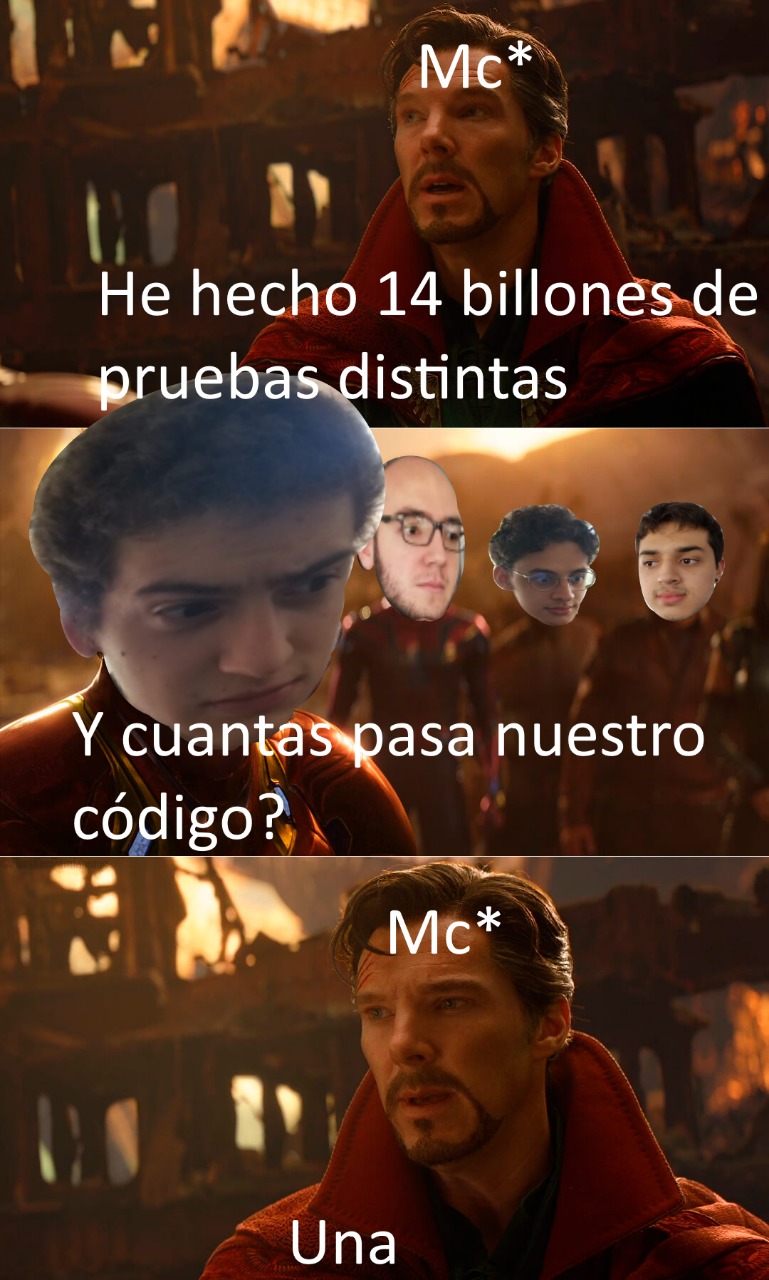 Mc*
He hecho 14 billones de
pruebas distintas
Y cuantas pasa nuestro
código?
Mc*
Una